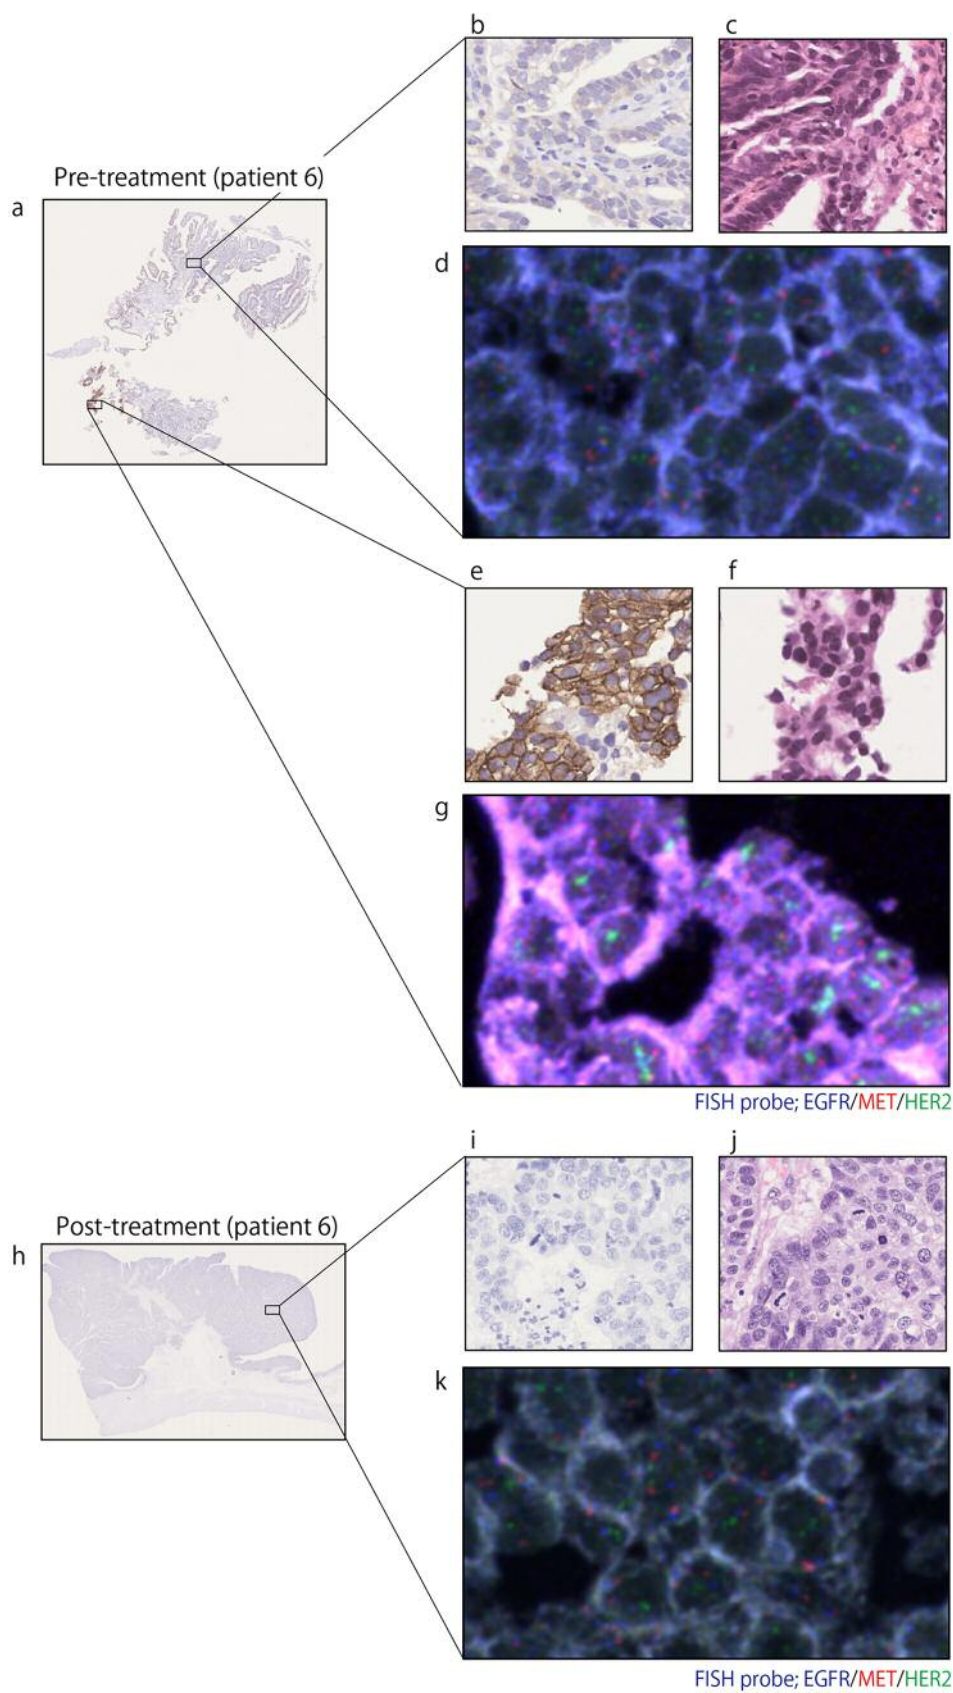 b
c
Pre-treatment (patient 6)
a
d
e
f
g
FISH probe; EGFR/MET/HER2
i
j
Post-treatment (patient 6)
h
k
FISH probe; EGFR/MET/HER2